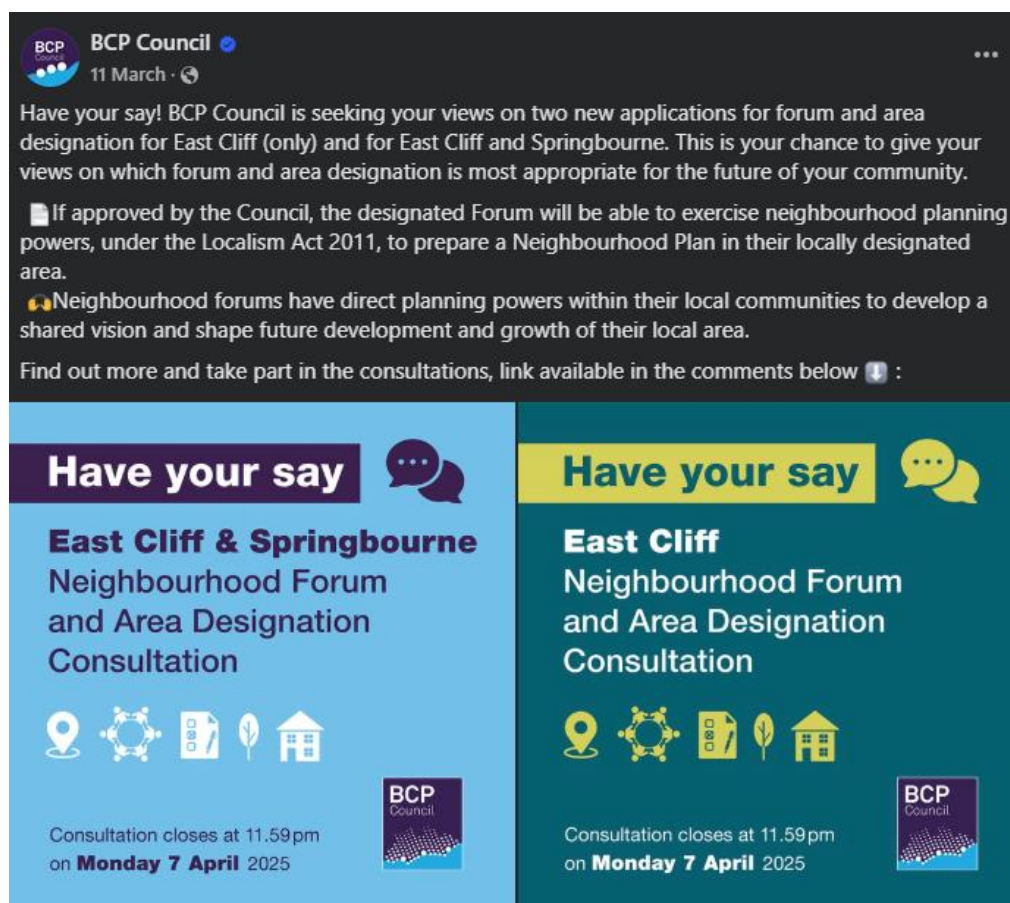 BCP
Council
BCP Council
11 March ·
Have your say! BCP Council is seeking your views on two new applications for forum and area
designation for East Cliff (only) and for East Cliff and Springbourne. This is your chance to give your
views on which forum and area designation is most appropriate for the future of your community.
If approved by the Council, the designated Forum will be able to exercise neighbourhood planning
powers, under the Localism Act 2011, to prepare a Neighbourhood Plan in their locally designated
area.
Neighbourhood forums have direct planning powers within their local communities to develop a
shared vision and shape future development and growth of their local area.
Find out more and take part in the consultations, link available in the comments below ⬇️ :
Have your say
East Cliff & Springbourne
Neighbourhood Forum
and Area Designation
Consultation
BCP
Council
Consultation closes at 11.59pm
on Monday 7 April 2025
Have your say
East Cliff
Neighbourhood Forum
and Area Designation
Consultation
BCP
Council
Consultation closes at 11.59pm
on Monday 7 April 2025